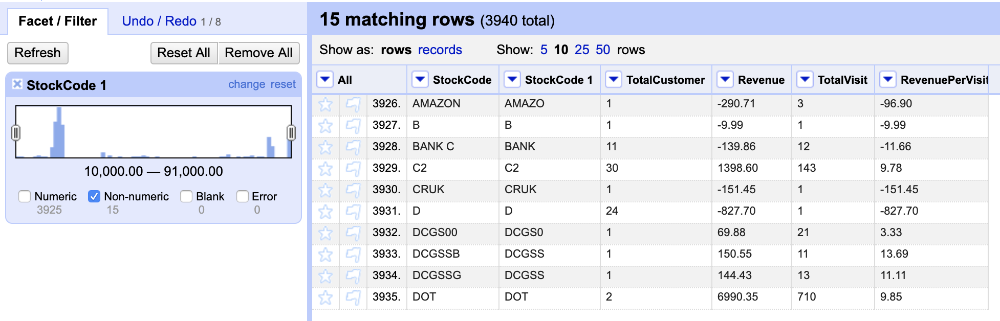 Facet / Filter Undo / Redo 1 / 8
Refresh Reset All Remove All
StockCode 1 change reset
10,000.00 — 91,000.00
Numeric Non-numeric Blank Error
3925 15 0 0
15 matching rows (3940 total)
Show as: rows records Show: 5 10 25 50 rows
All StockCode StockCode 1 TotalCustomer Revenue TotalVisit RevenuePerVisit
3926. AMAZON AMAZO 1 -290.71 3 -96.90
3927. B B 1 -9.99 1 -9.99
3928. BANK C BANK 11 -139.86 12 -11.66
3929. C2 C2 30 1398.60 143 9.78
3930. CRUK CRUK 1 -151.45 1 -151.45
3931. D D 24 -827.70 1 -827.70
3932. DCGS00 DCGS0 1 69.88 21 3.33
3933. DCGSSB DCGSS 1 150.55 11 13.69
3934. DCGSSG DCGSS 1 144.43 13 11.11
3935. DOT DOT 2 6990.35 710 9.85